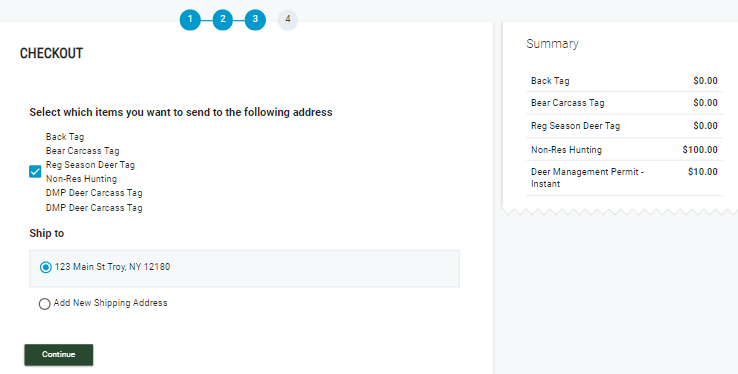 1 2 3 4
CHECKOUT
Select which items you want to send to the following address
Back Tag
Bear Carcass Tag
Reg Season Deer Tag
Non-Res Hunting
DMP Deer Carcass Tag
DMP Deer Carcass Tag
Ship to
123 Main St Troy, NY 12180
Add New Shipping Address
Continue
Summary
Back Tag $0.00
Bear Carcass Tag $0.00
Reg Season Deer Tag $0.00
Non-Res Hunting $100.00
Deer Management Permit - $10.00
Instant